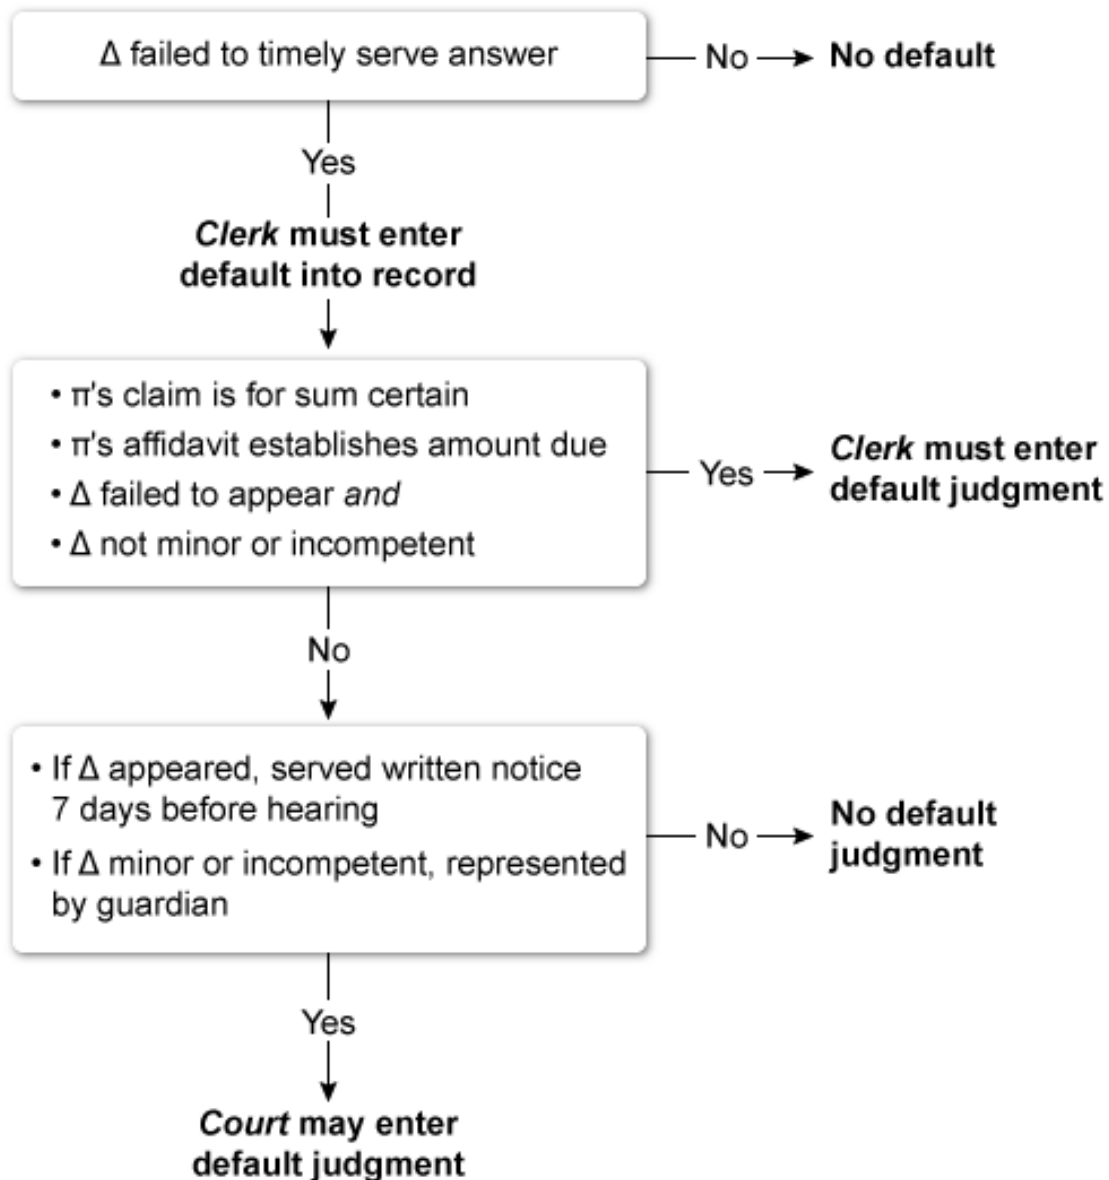 Δ failed to timely serve answer
No
No default
Yes
Clerk must enter
default into record
• π's claim is for sum certain
• π's affidavit establishes amount due
• Δ failed to appear and
• Δ not minor or incompetent
Yes
Clerk must enter
default judgment
No
• If Δ appeared, served written notice
7 days before hearing
• If Δ minor or incompetent, represented
by guardian
No
No default
judgment
Yes
Court may enter
default judgment